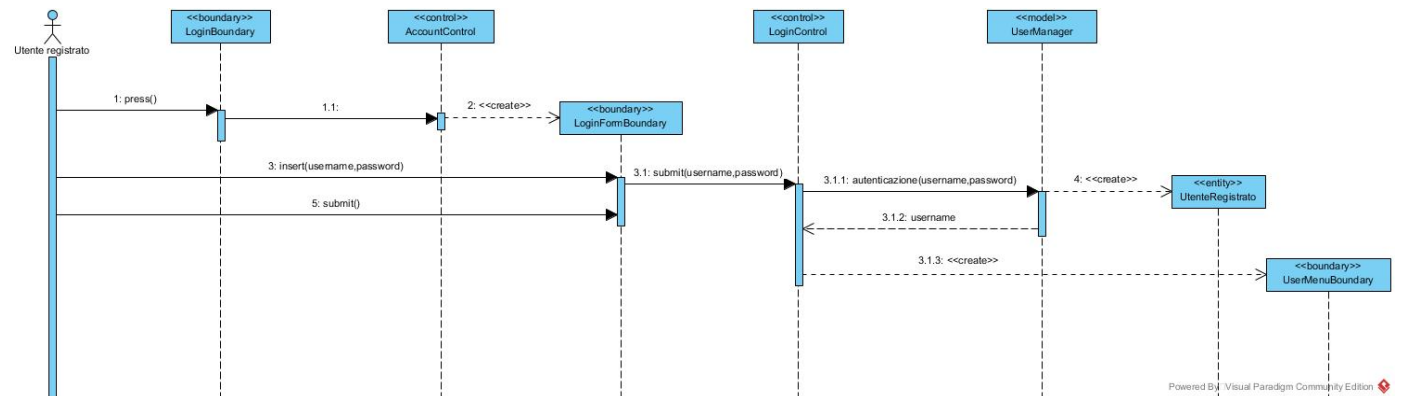 <<boundary>>
LoginBoundary
<<control>>
AccountControl
<<control>>
LoginControl
<<model>>
UserManager
Utente registrato
1: press()
1.1:
2: <<create>>
<<boundary>>
LoginFormBoundary
3: insert(username,password)
3.1: submit(username,password)
3.1.1: autenticazione(username,password)
4: <<create>>
<<entity>>
UtenteRegistrato
5: submit()
3.1.2: username
3.1.3: <<create>>
<<boundary>>
UserMenuBoundary
Powered By Visual Paradigm Community Edition